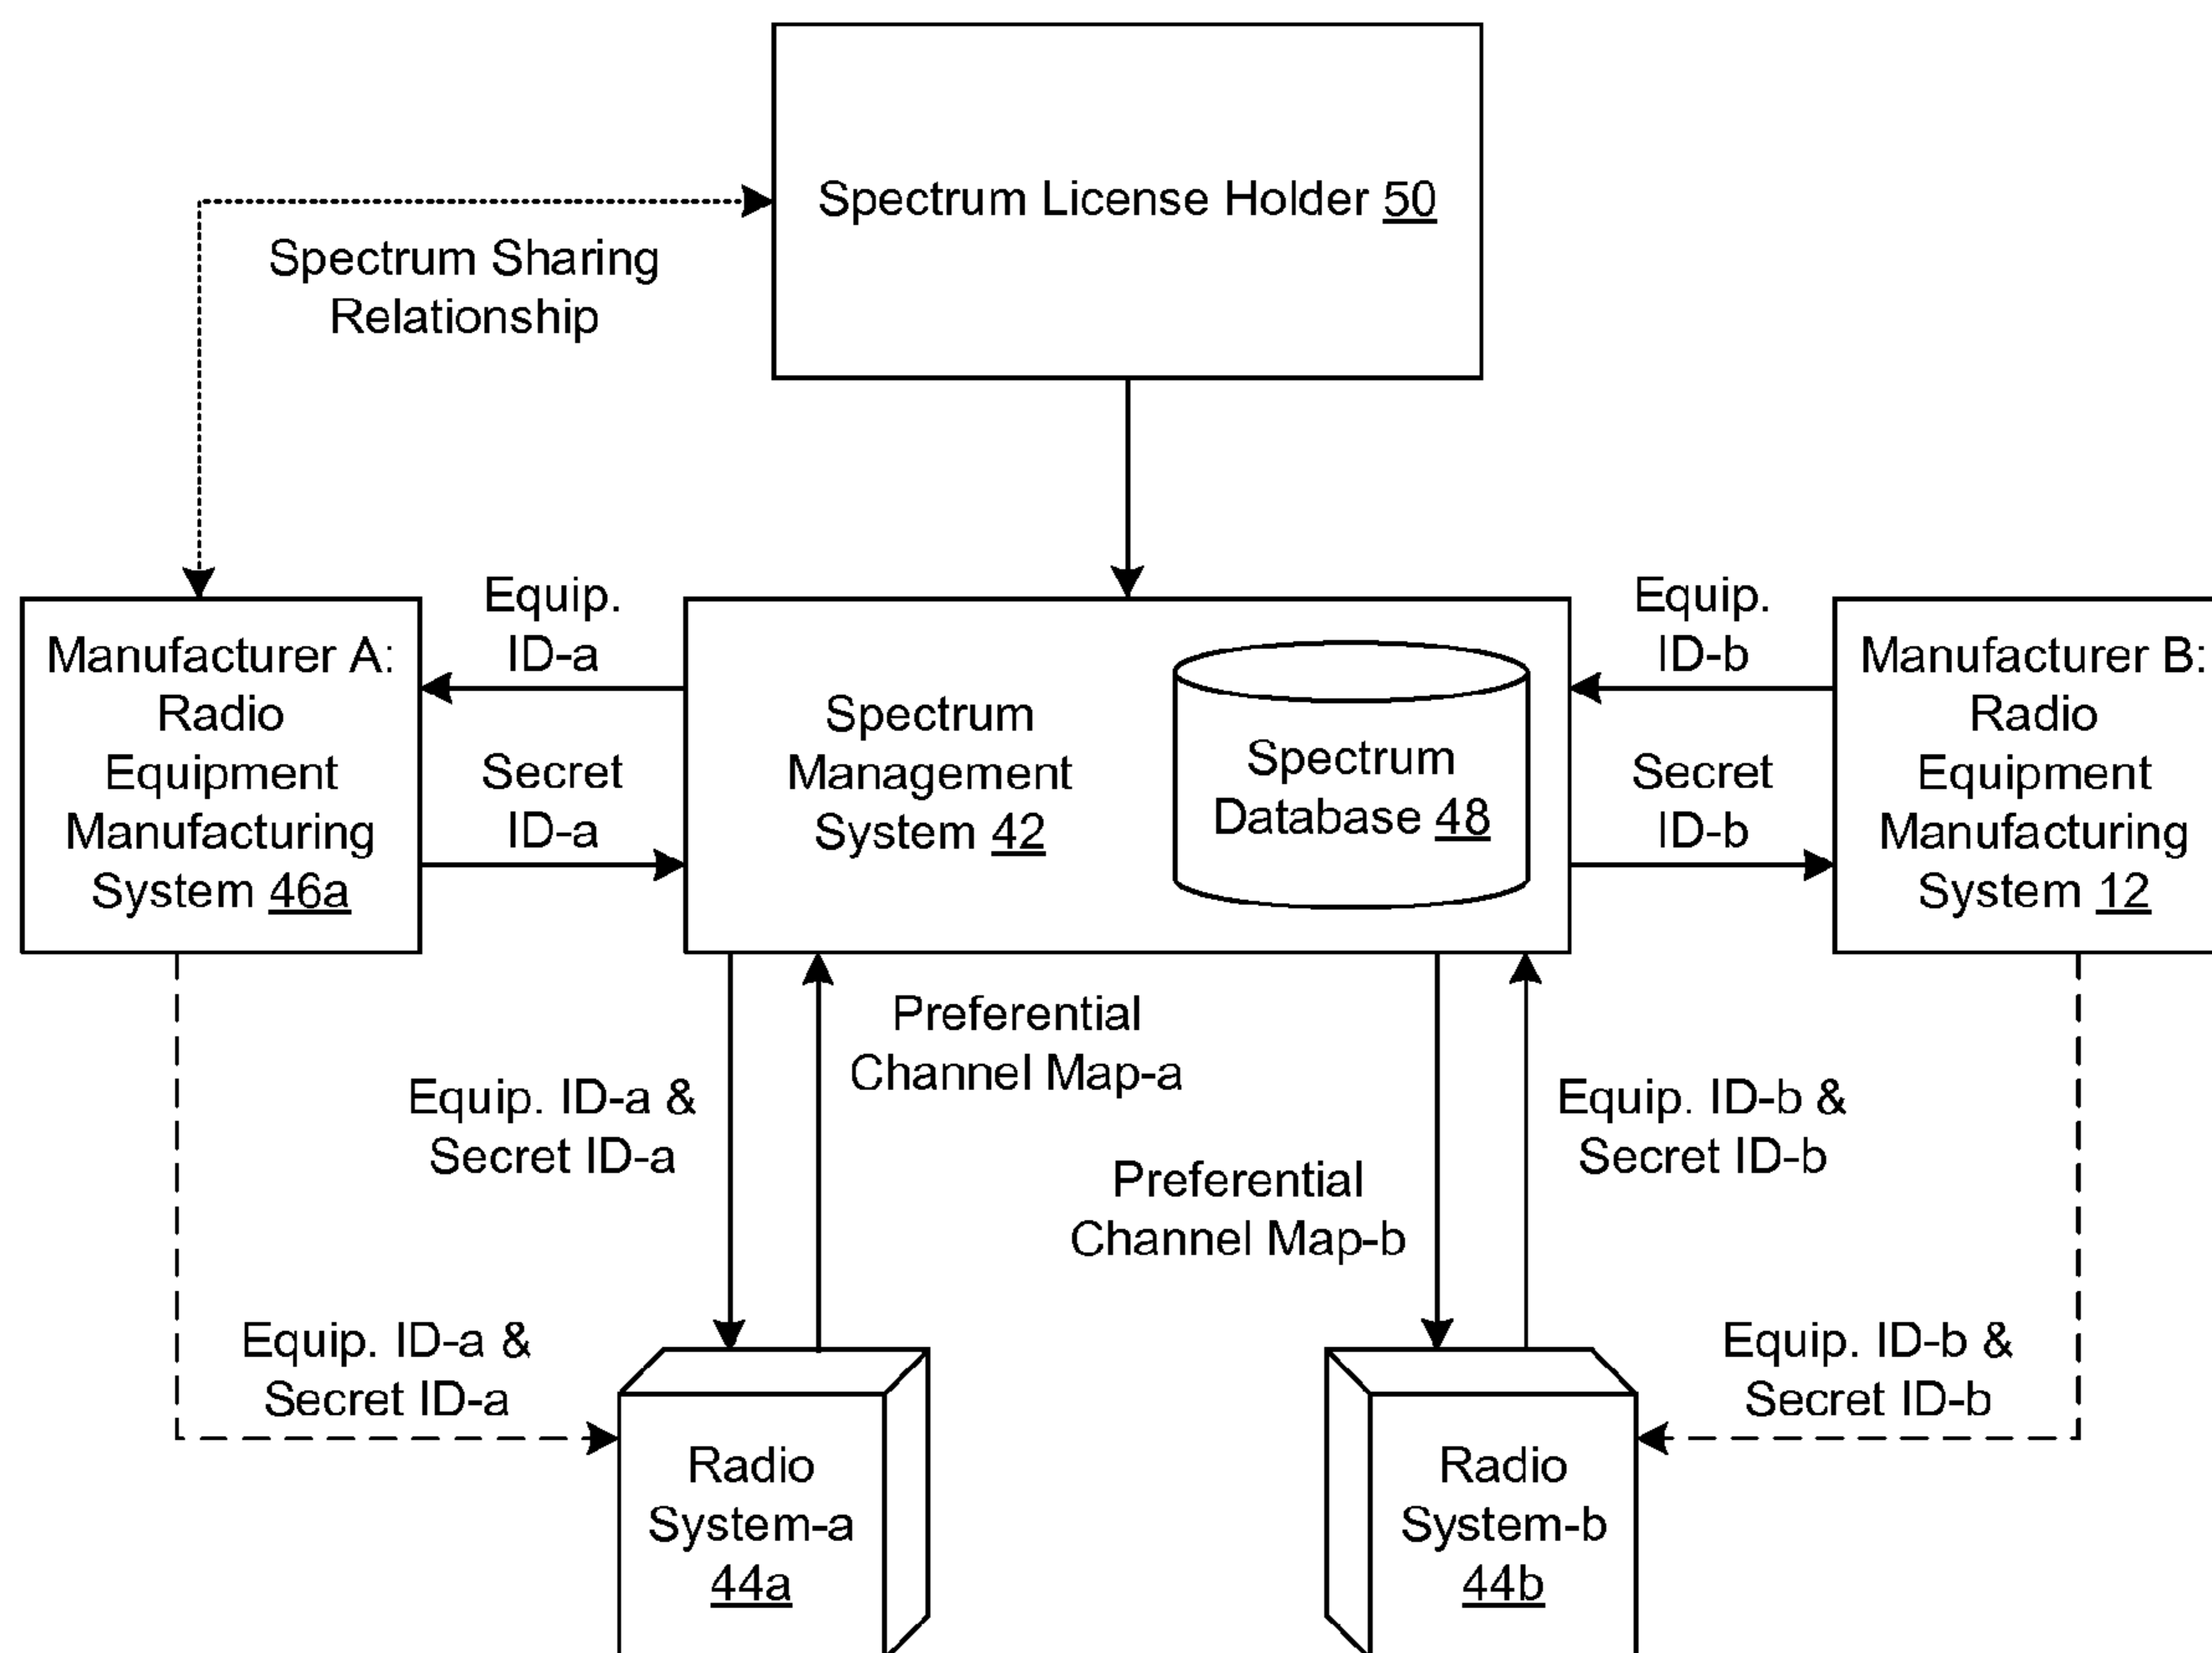 Spectrum License Holder 50
Spectrum Sharing
Relationship
Manufacturer A:
Radio
Equipment
Manufacturing
System 46a
Equip.
ID-a
Secret
ID-a
Spectrum
Management
System 42
Spectrum
Database 48
Equip.
ID-b
Secret
ID-b
Manufacturer B:
Radio
Equipment
Manufacturing
System 12
Equip. ID-a &
Secret ID-a
Preferential
Channel Map-a
Preferential
Channel Map-b
Equip. ID-b &
Secret ID-b
Equip. ID-a &
Secret ID-a
Radio
System-a
44a
Radio
System-b
44b
Equip. ID-b &
Secret ID-b